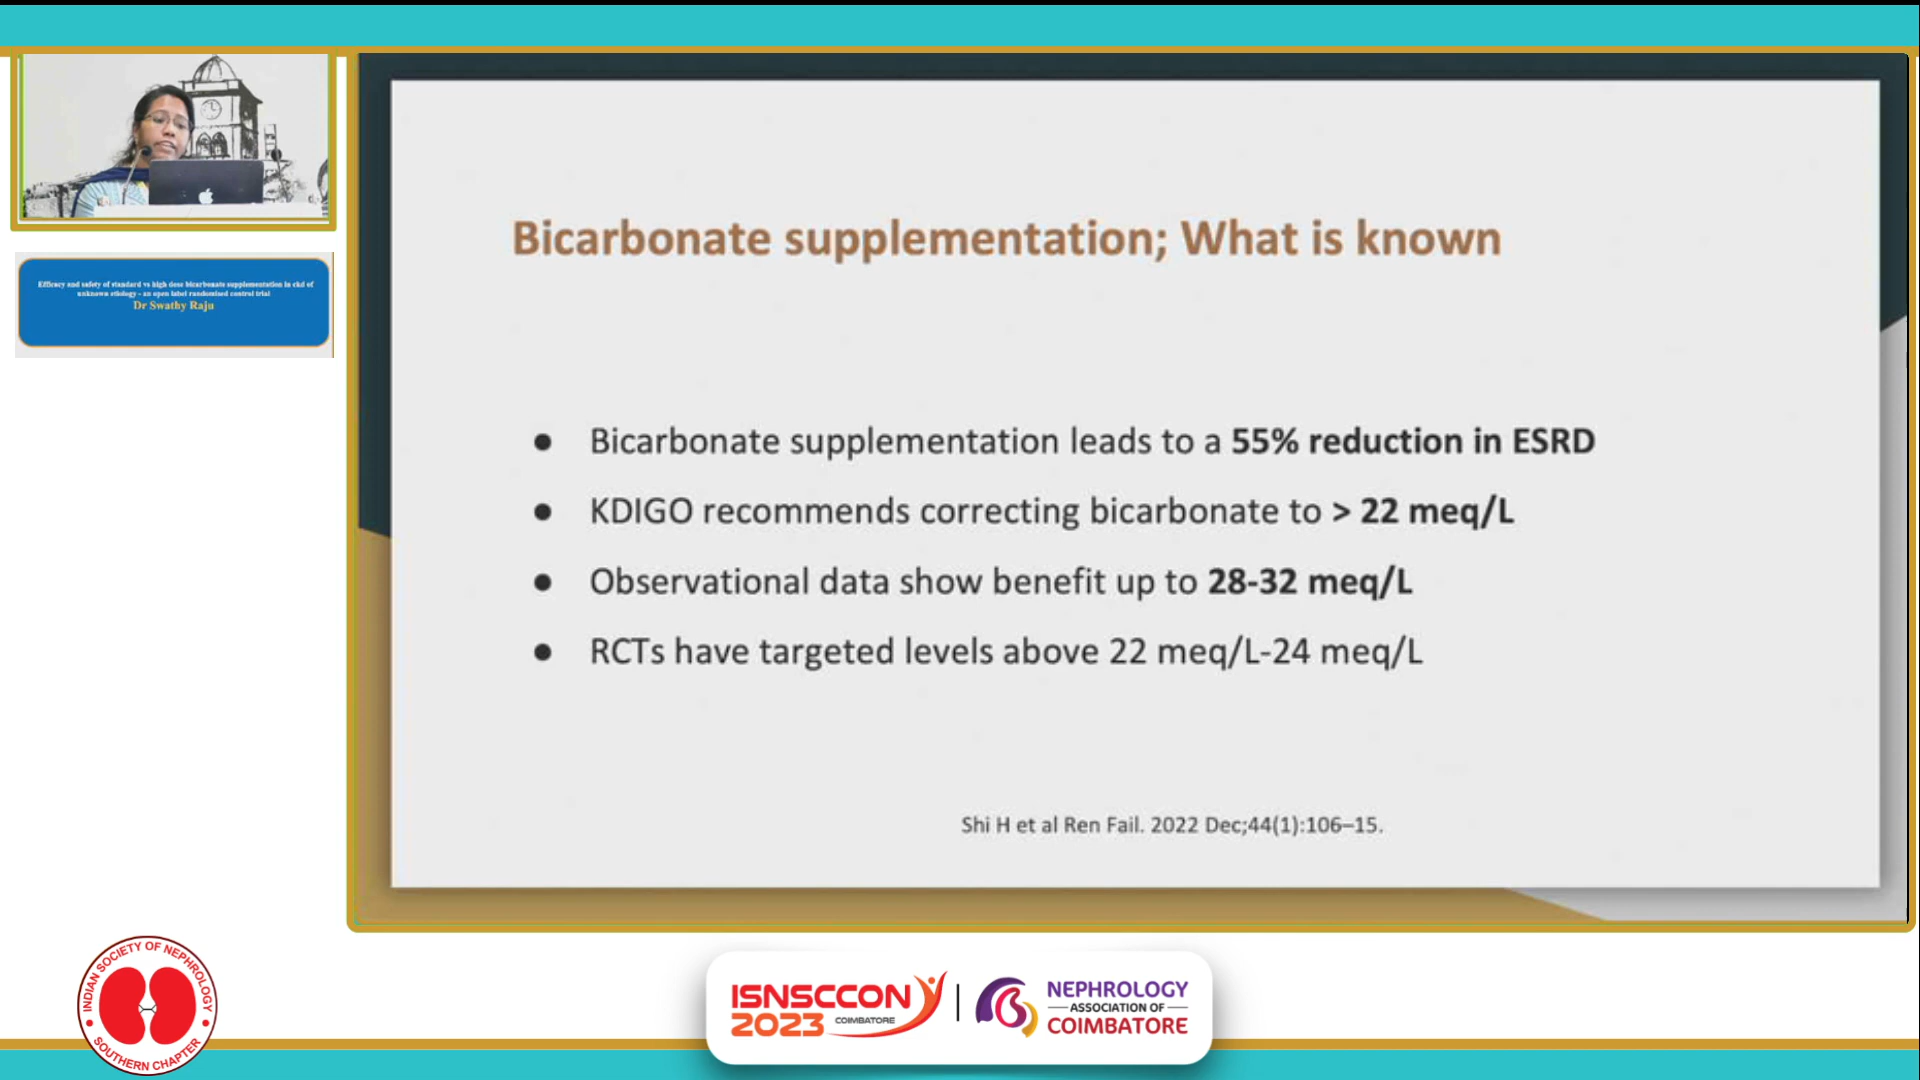 Efficacy and safety of standard vs high dose bicarbonate supplementation in ckd of
unknown etiology - an open label randomised control trial
Dr Swathy Raju
Bicarbonate supplementation; What is known
● Bicarbonate supplementation leads to a 55% reduction in ESRD
● KDIGO recommends correcting bicarbonate to > 22 meq/L
● Observational data show benefit up to 28-32 meq/L
● RCTs have targeted levels above 22 meq/L-24 meq/L
Shi H et al Ren Fail. 2022 Dec;44(1):106–15.
INDIAN SOCIETY OF NEPHROLOGY
SOUTHERN CHAPTER
ISNSCCON
2023 COIMBATORE
NEPHROLOGY
ASSOCIATION OF
COIMBATORE